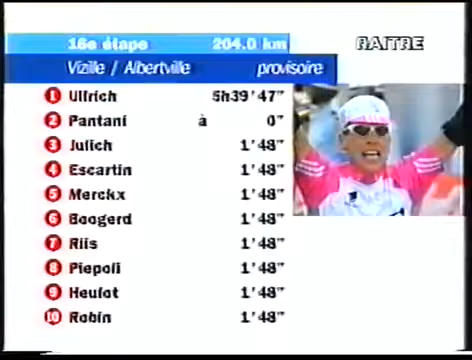 16e étape 204.0 km
RAITRE
Vizille / Albertville provisoire
1 Ullrich 5h39'47"
2 Pantani à 0"
3 Julich 1'48"
4 Escartin 1'48"
5 Merckx 1'48"
6 Boogerd 1'48"
7 Riis 1'48"
8 Piepoli 1'48"
9 Heulot 1'48"
10 Robin 1'48"